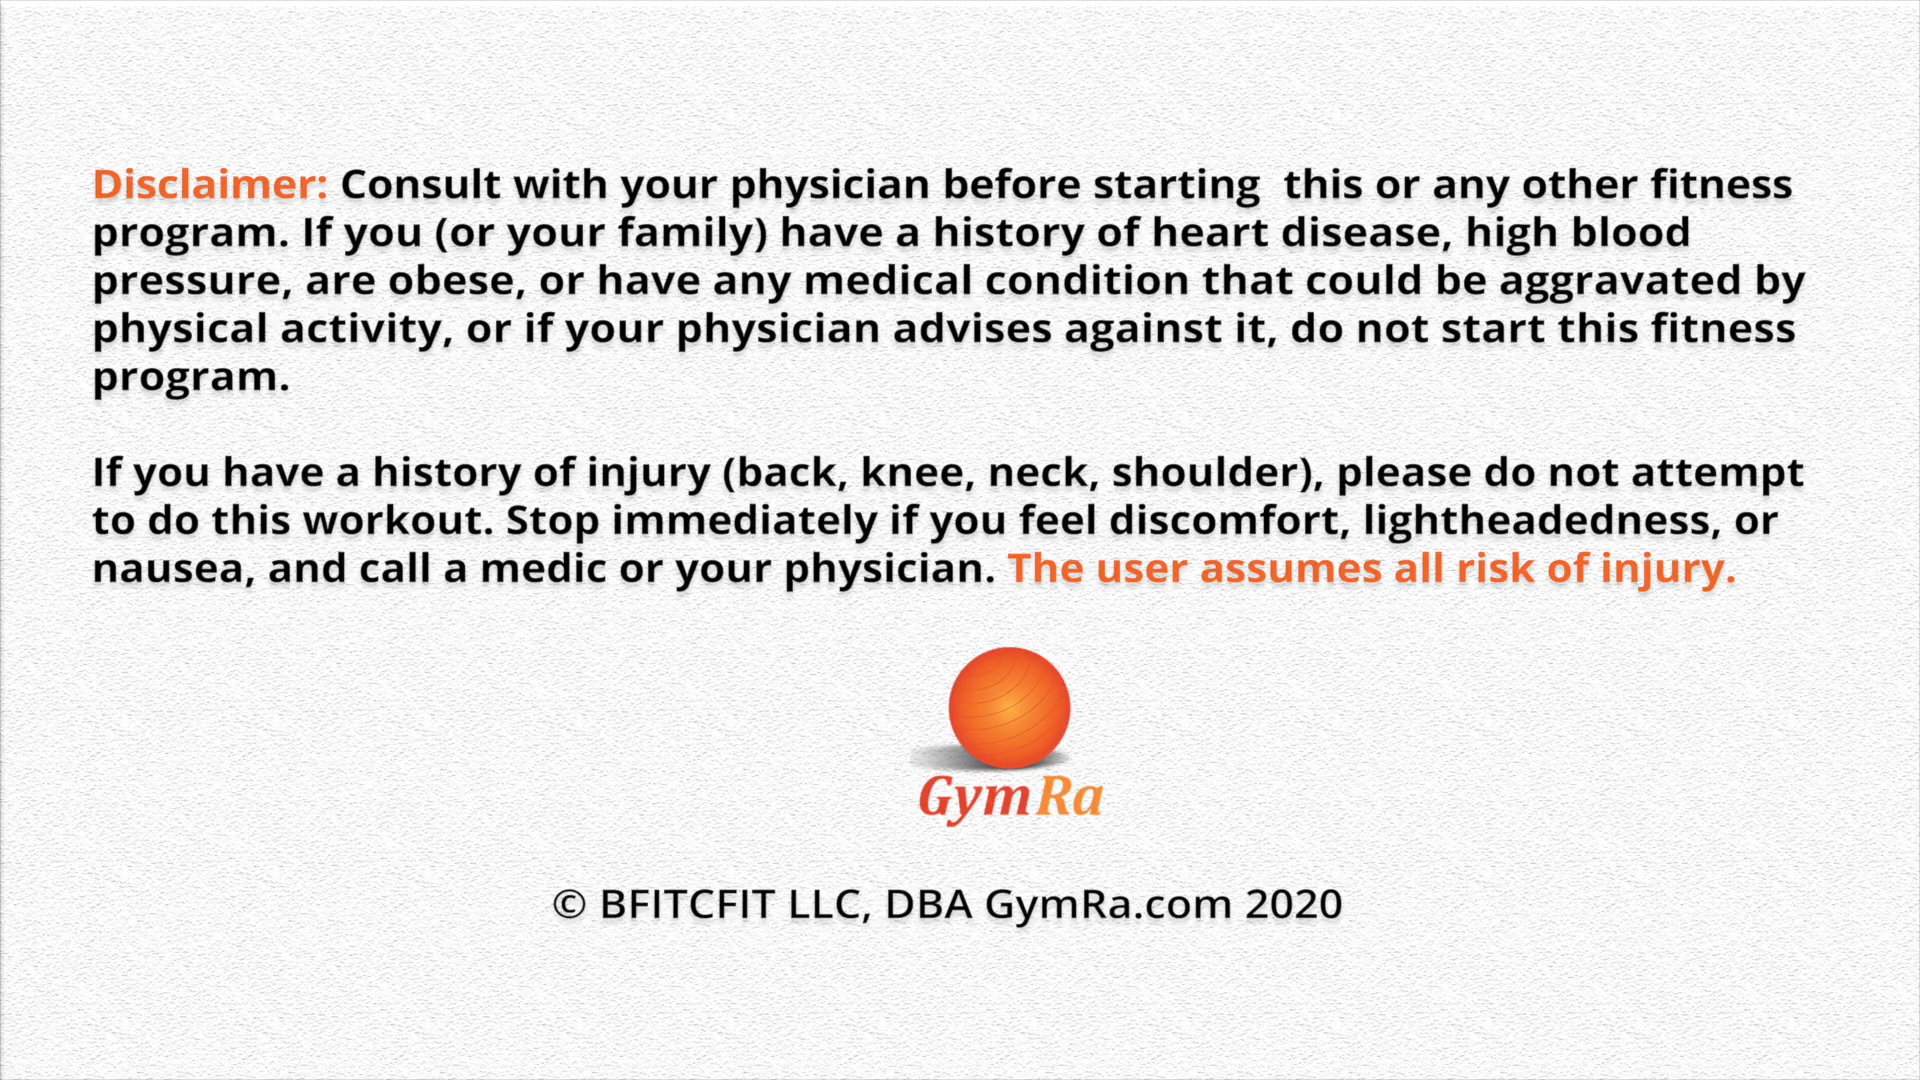 Disclaimer: Consult with your physician before starting  this or any other fitness
program. If you (or your family) have a history of heart disease, high blood
pressure, are obese, or have any medical condition that could be aggravated by
physical activity, or if your physician advises against it, do not start this fitness
program.
If you have a history of injury (back, knee, neck, shoulder), please do not attempt
to do this workout. Stop immediately if you feel discomfort, lightheadedness, or
nausea, and call a medic or your physician. The user assumes all risk of injury.
GymRa
© BFITCFIT LLC, DBA GymRa.com 2020